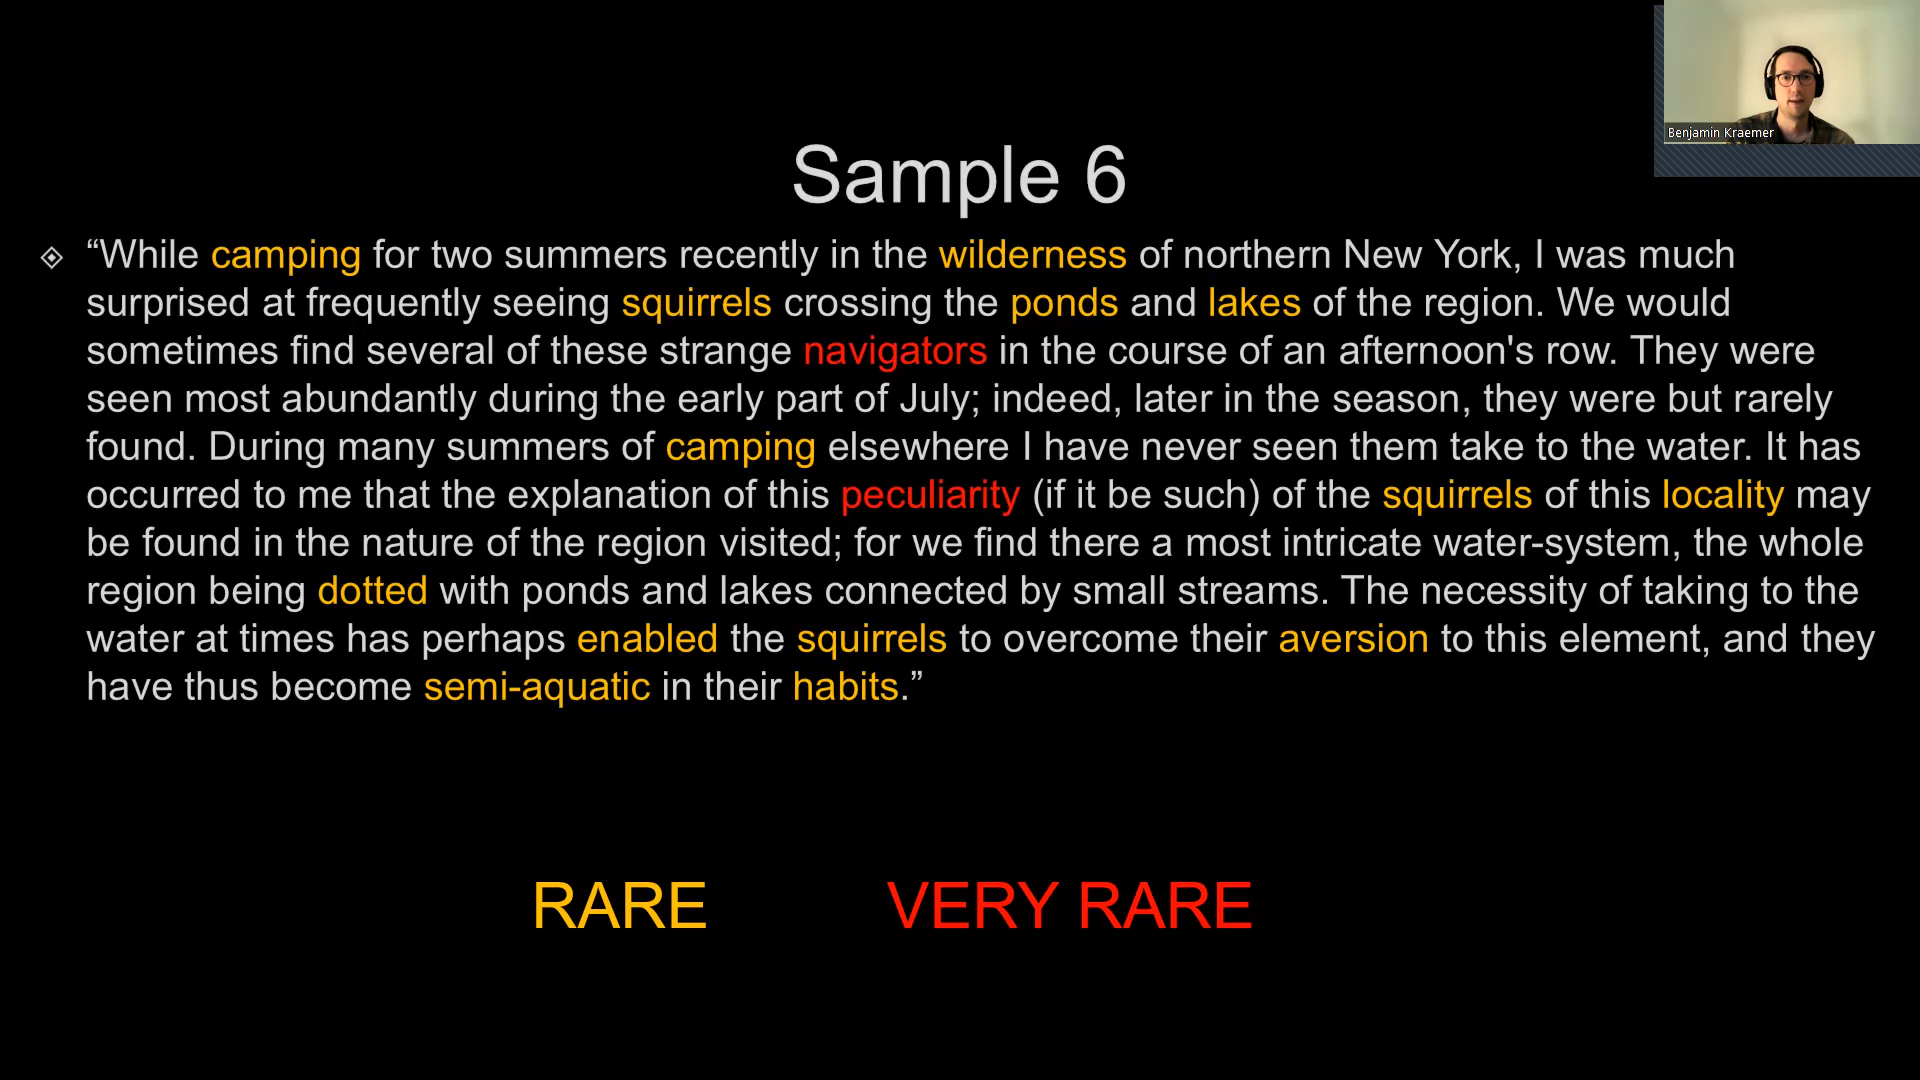 Benjamin Kraemer
Sample 6
“While camping for two summers recently in the wilderness of northern New York, I was much
surprised at frequently seeing squirrels crossing the ponds and lakes of the region. We would
sometimes find several of these strange navigators in the course of an afternoon's row. They were
seen most abundantly during the early part of July; indeed, later in the season, they were but rarely
found. During many summers of camping elsewhere I have never seen them take to the water. It has
occurred to me that the explanation of this peculiarity (if it be such) of the squirrels of this locality may
be found in the nature of the region visited; for we find there a most intricate water-system, the whole
region being dotted with ponds and lakes connected by small streams. The necessity of taking to the
water at times has perhaps enabled the squirrels to overcome their aversion to this element, and they
have thus become semi-aquatic in their habits.”
RARE VERY RARE